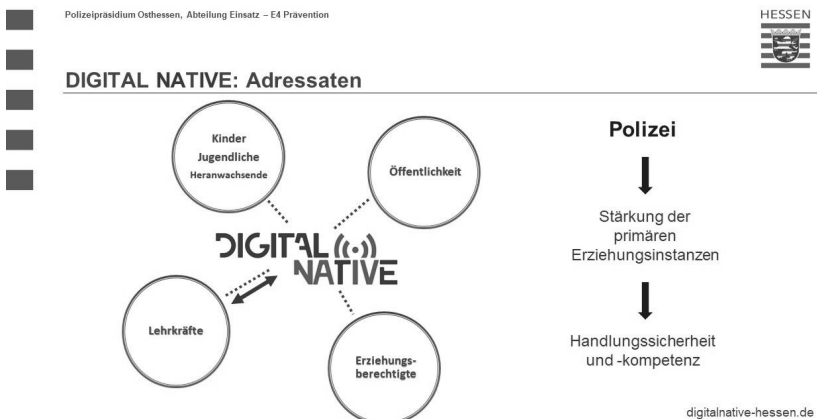 Polizeipräsidium Osthessen, Abteilung Einsatz – E4 Prävention
HESSEN
DIGITAL NATIVE: Adressaten
Kinder
Jugendliche
Heranwachsende
Öffentlichkeit
DIGITAL
NATIVE
Lehrkräfte
Erziehungs-
berechtigte
Polizei
Stärkung der
primären
Erziehungsinstanzen
Handlungssicherheit
und -kompetenz
digitalnative-hessen.de